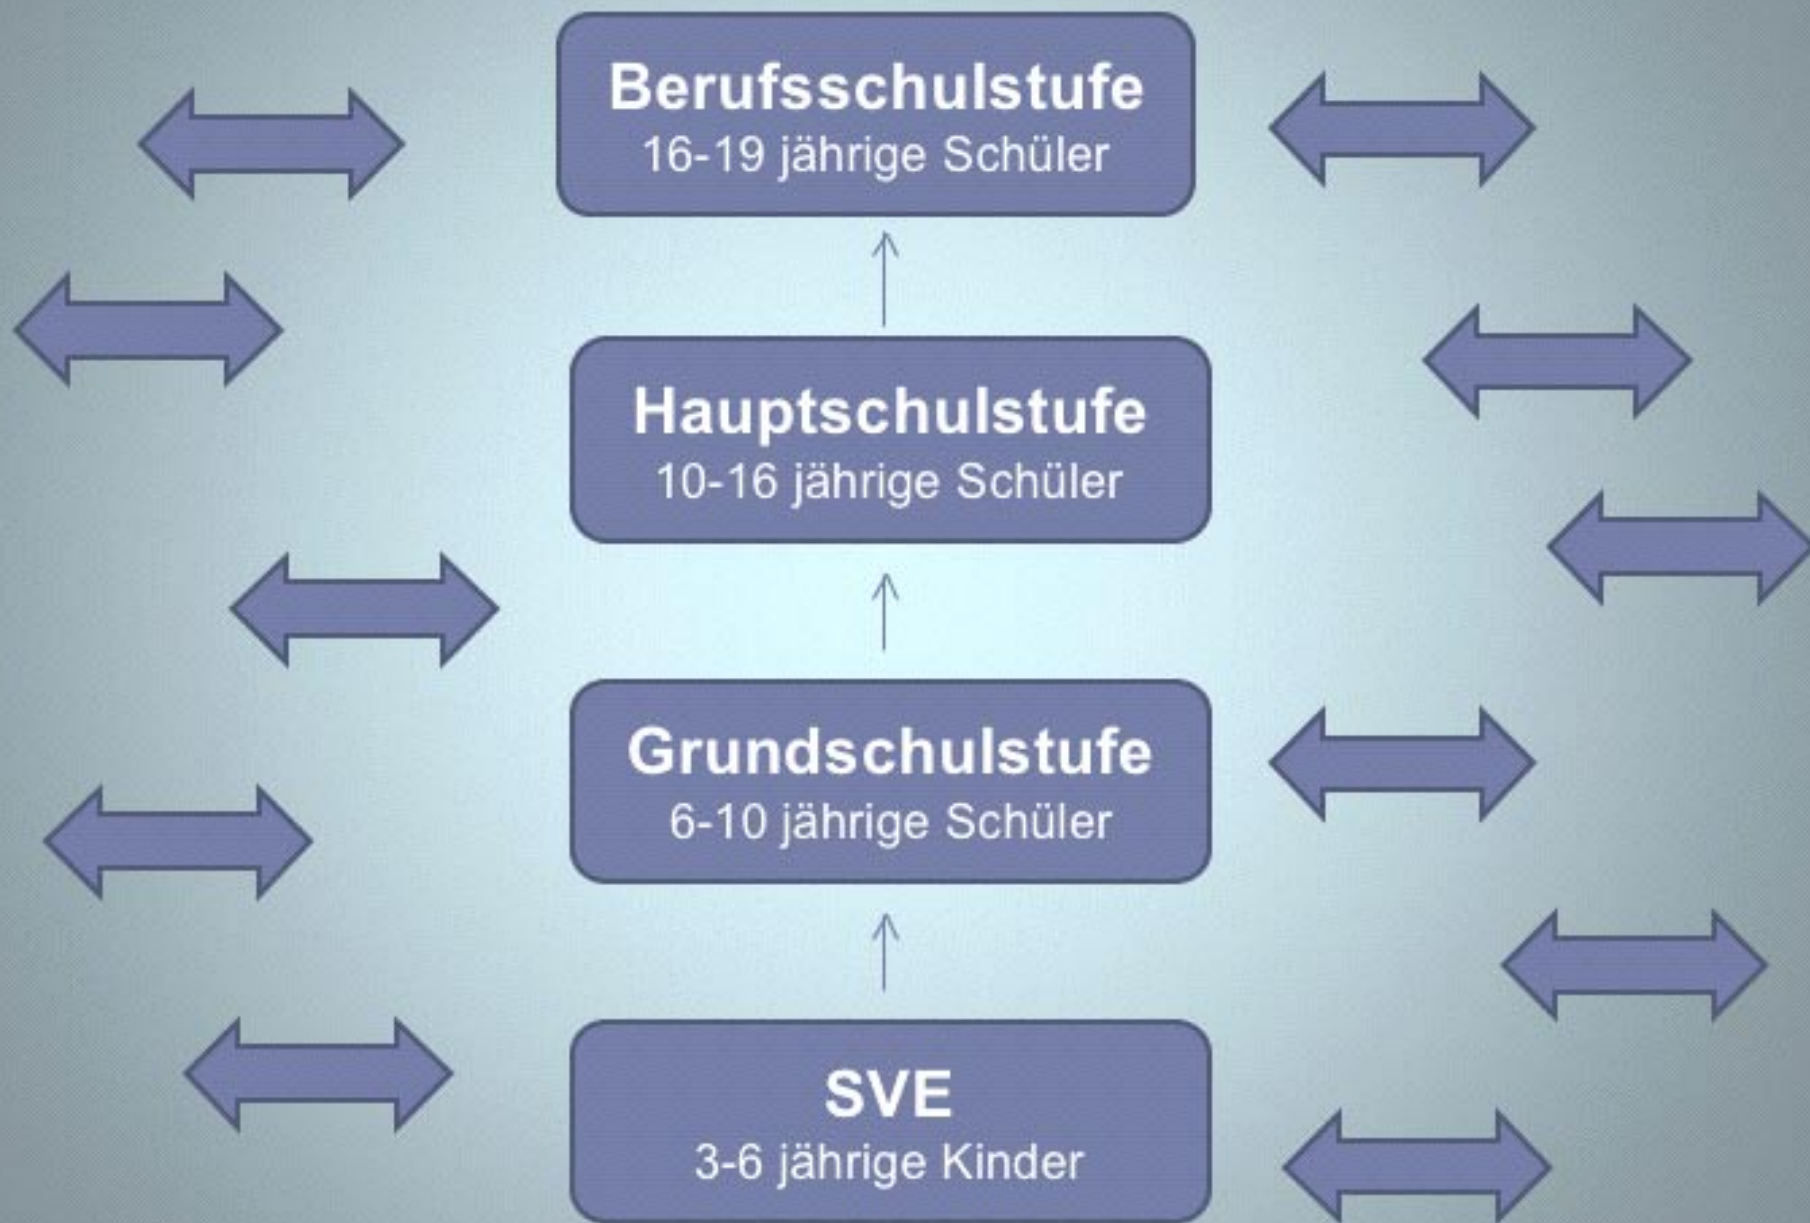 Berufsschulstufe
16-19 jährige Schüler
Hauptschulstufe
10-16 jährige Schüler
Grundschulstufe
6-10 jährige Schüler
SVE
3-6 jährige Kinder